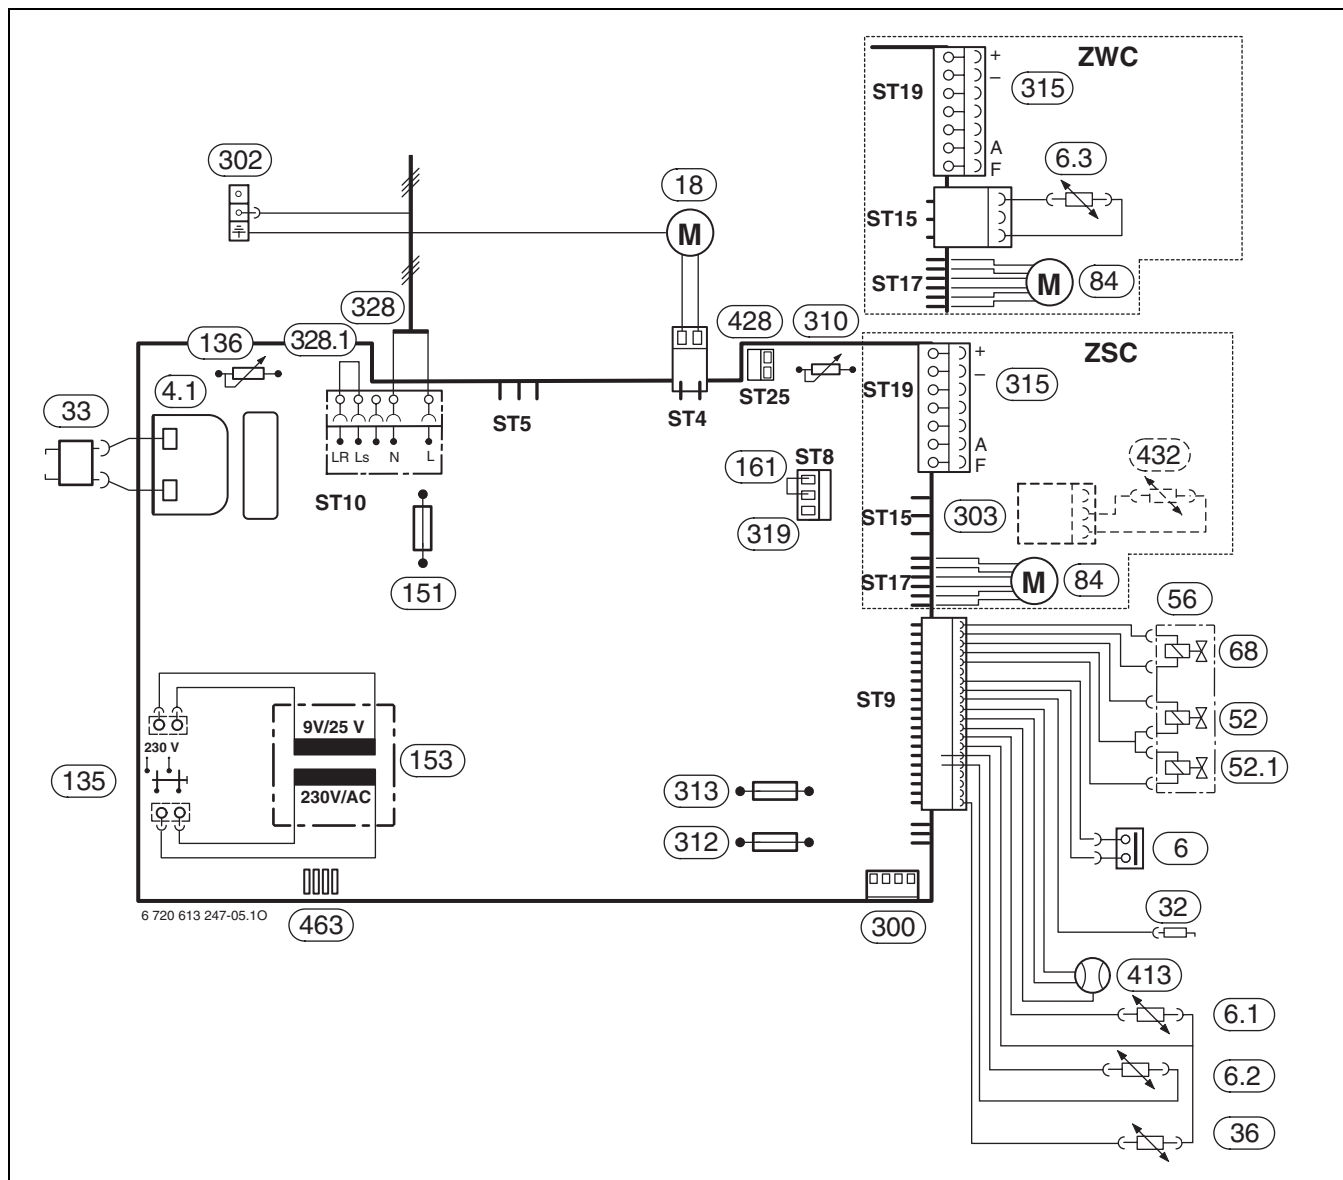 ZWC
+
–
ST19
315
A
F
6.3
302
18
M
ST15
ST17
M
84
328
428
310
136
328.1
ZSC
+
–
4.1
ST25
ST19
315
33
ST5
ST4
A
F
LR Ls N L
161
ST8
432
ST10
319
ST15
303
151
ST17
M
84
56
68
ST9
9V/25 V
52
230 V
153
52.1
135
230V/AC
313
312
6
6 720 613 247-05.1O
463
300
32
413
6.1
6.2
36